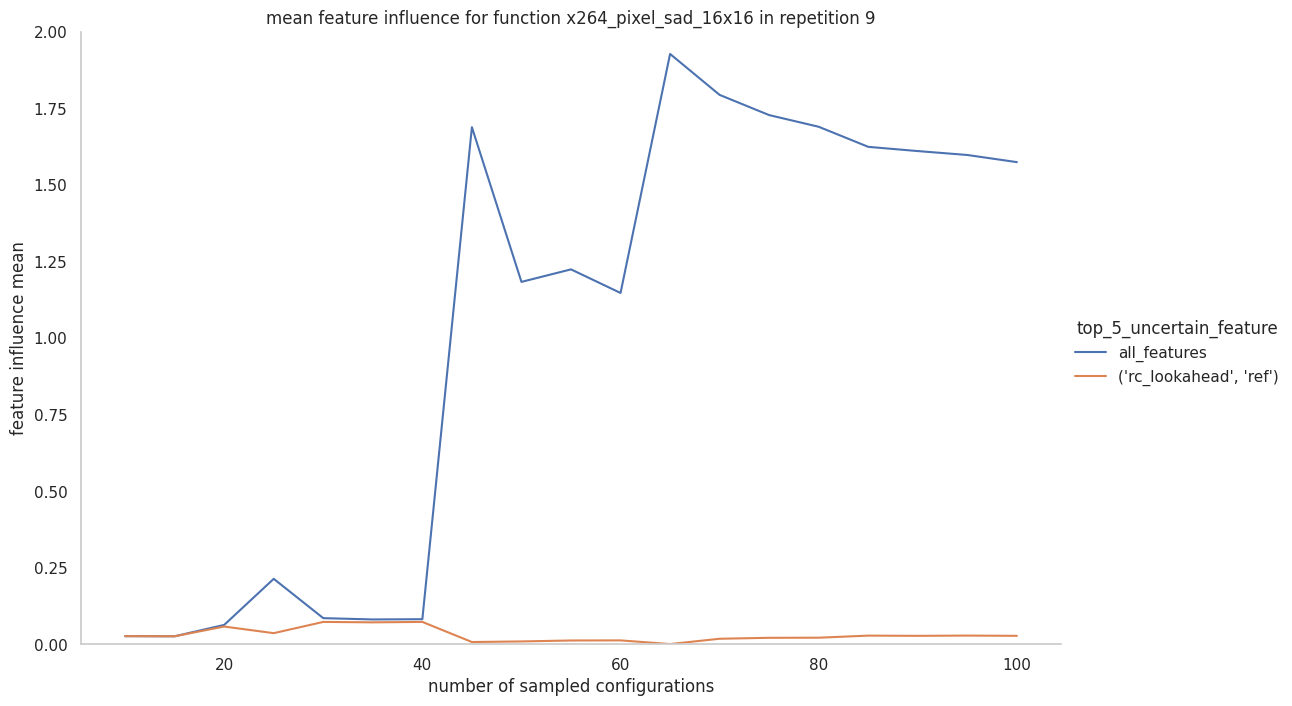 mean feature influence for function x264_pixel_sad_16x16 in repetition 9
2.00
1.75
1.50
1.25
1.00
0.75
0.50
0.25
0.00
feature influence mean
20
40
60
80
100
number of sampled configurations
top_5_uncertain_feature
all_features
('rc_lookahead', 'ref')